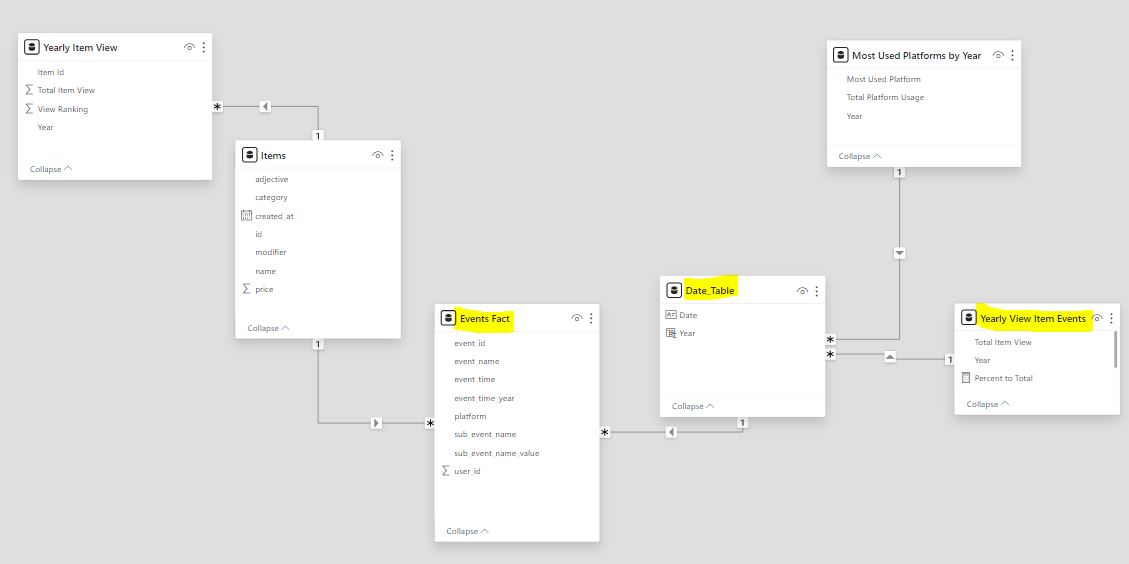 Yearly Item View
Item Id
Total Item View
View Ranking
Year
Collapse
Most Used Platforms by Year
Most Used Platform
Total Platform Usage
Year
Collapse
* 1
Items
adjective
category
created_at
id
modifier
name
price
Collapse
1
1
Date_Table
Date
Year
Collapse
*
* 1
Yearly View Item Events
Total Item View
Year
Percent to Total
Collapse
Events Fact
event_id
event_name
event_time
event_time_year
platform
sub_event_name
sub_event_name_value
user_id
Collapse
*
* 1